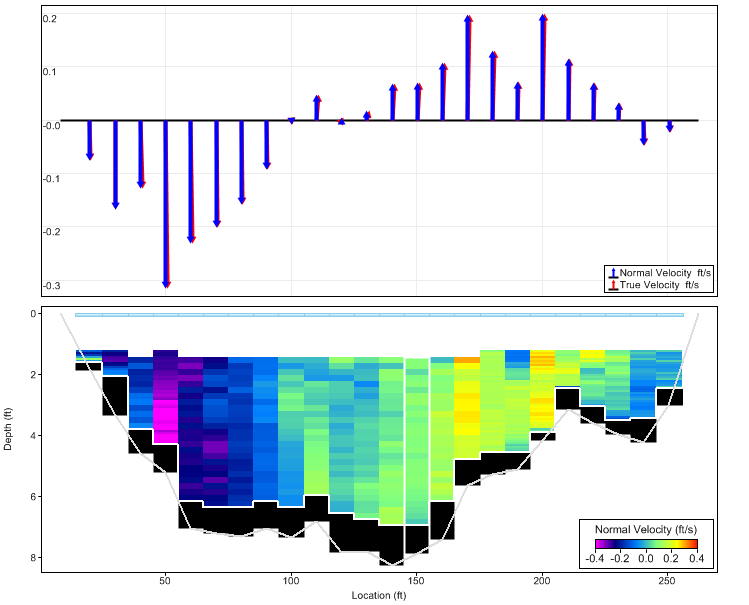 0.2
0.1
-0.0
-0.1
-0.2
-0.3
Normal Velocity ft/s
True Velocity ft/s
0
2
4
6
8
Depth (ft)
Normal Velocity (ft/s)
-0.4 -0.2 0.0 0.2 0.4
50 100 150 200 250
Location (ft)